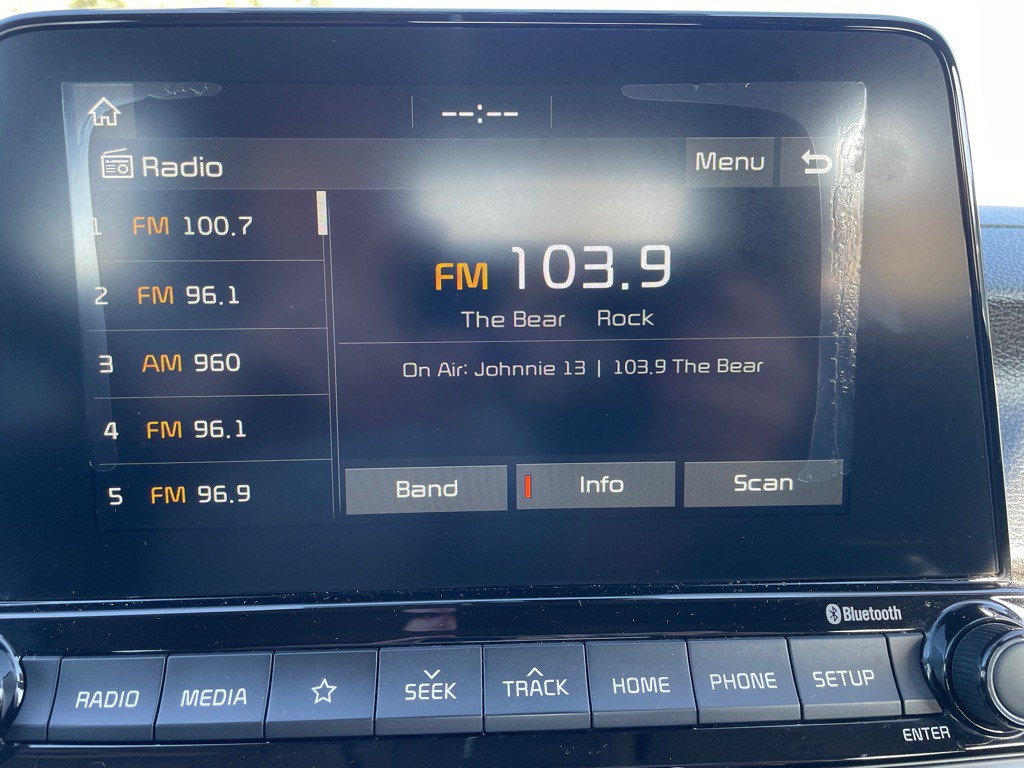 --:--
Radio
Menu
1 FM 100.7
2 FM 96.1
3 AM 960
4 FM 96.1
5 FM 96.9
FM 103.9
The Bear Rock
On Air: Johnnie 13 | 103.9 The Bear
Band
Info
Scan
Bluetooth
RADIO
MEDIA
SEEK
TRACK
HOME
PHONE
SETUP
ENTER